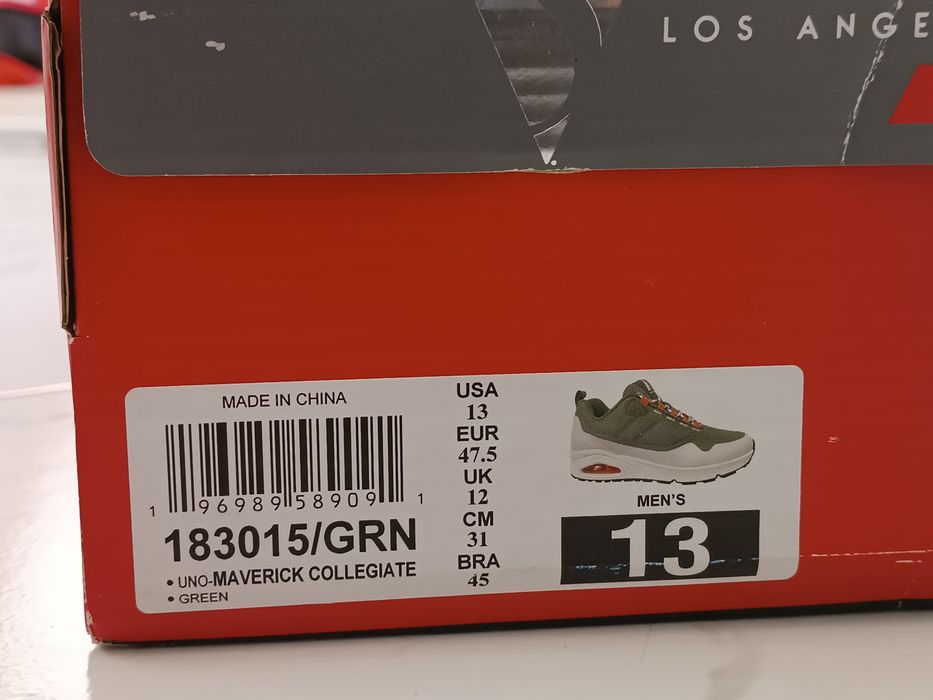 LOS ANGE
MADE IN CHINA
1 96989 58909 1
183015/GRN
• UNO-MAVERICK COLLEGIATE
• GREEN
USA
13
EUR
47.5
UK
12
CM
31
BRA
45
MEN'S
13